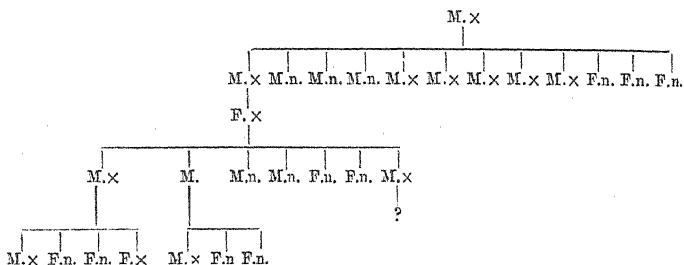 M. ×
M. × M. n. M. n. M. n. M. × M. × M. × M. × M. × F. n. F. n. F. n.
F. ×
M. × M. M. n. M. n. F. n. F. n. M. ×
?
M. × F. n. F. n. F. × M. × F. n F. n.